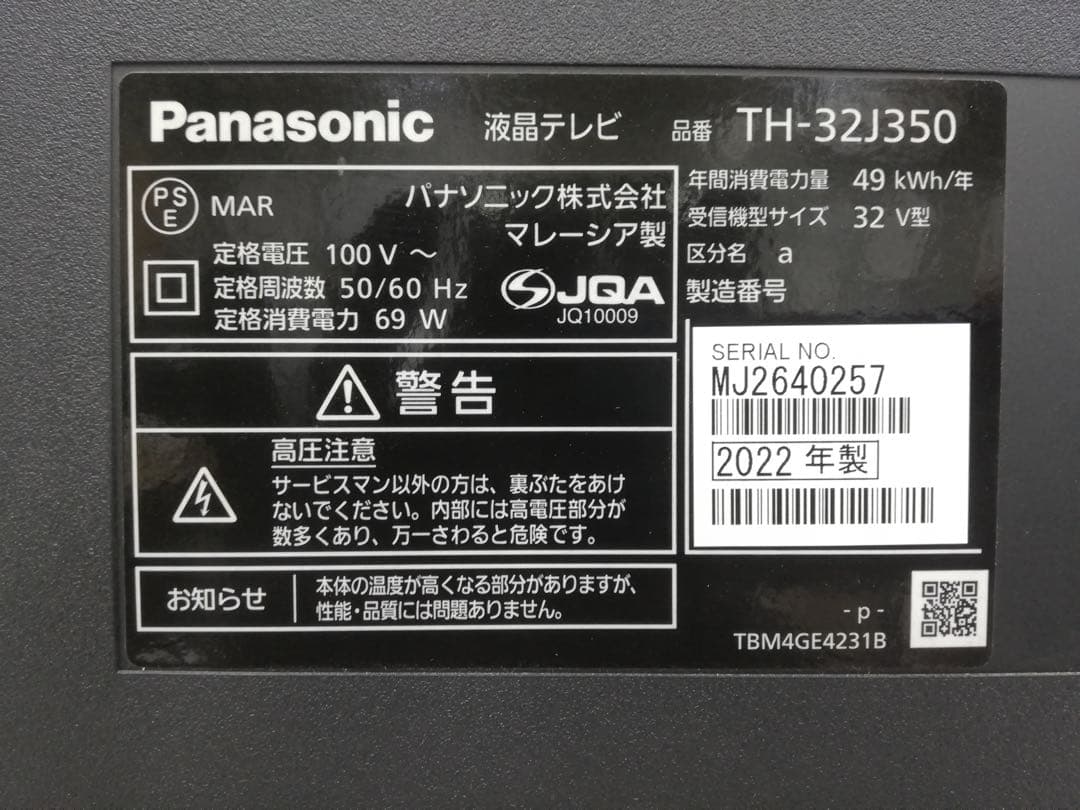 Panasonic 液晶テレビ 品番 TH-32J350
PS
E
MAR
パナソニック株式会社
マレーシア製
定格電圧 100 V ～
定格周波数 50/60 Hz
定格消費電力 69 W
JQA
JQ10009
年間消費電力量 49 kWh/年
受信機型サイズ 32 V型
区分名 a
製造番号
SERIAL NO.
MJ2640257
2022 年製
警告
高圧注意
サービスマン以外の方は、裏ぶたをあけ
ないでください。内部には高電圧部分が
数多くあり、万一さわると危険です。
お知らせ
本体の温度が高くなる部分がありますが、
性能・品質には問題ありません。
- p -
TBM4GE4231B